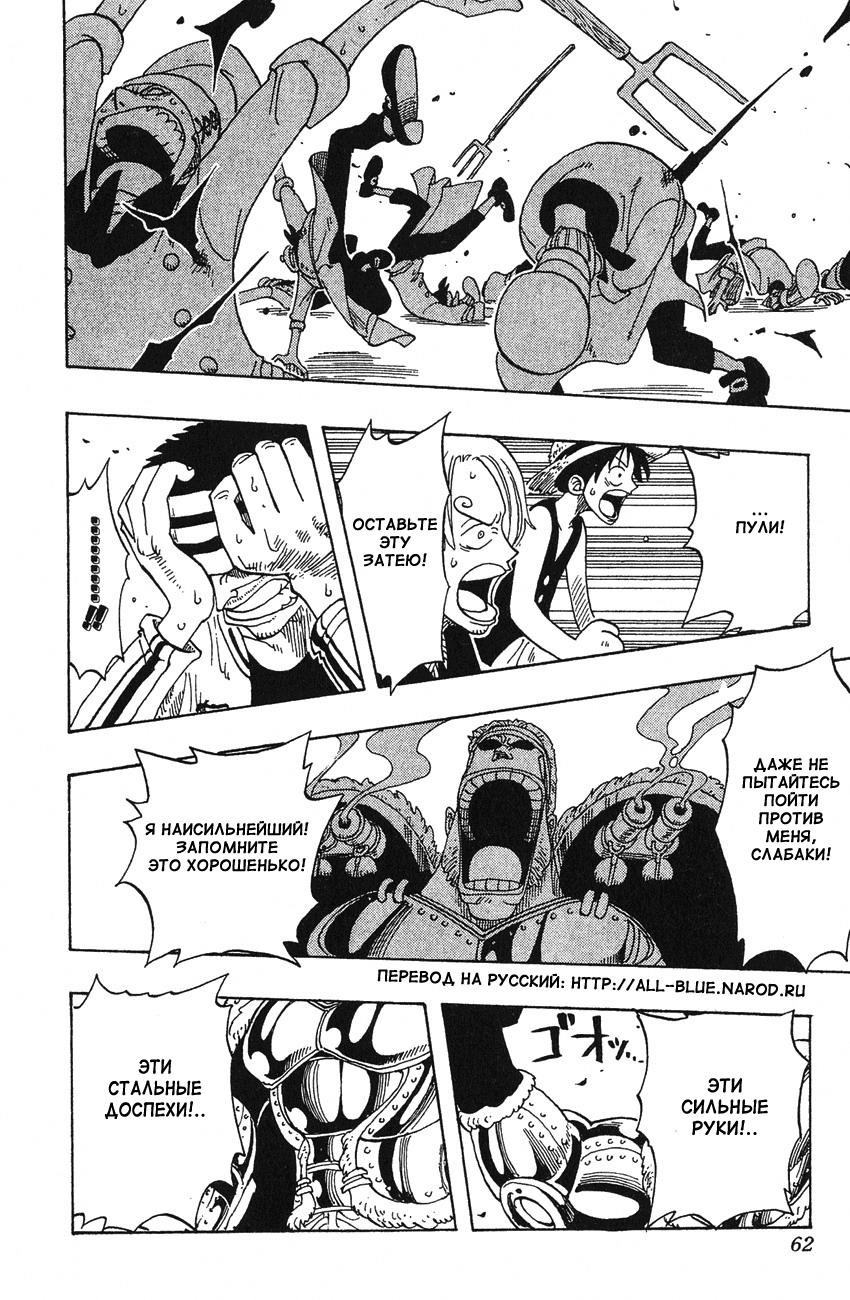 ...
ПУЛИ!
ОСТАВЬТЕ
ЭТУ
ЗАТЕЮ!
!!
ДАЖЕ НЕ
ПЫТАЙТЕСЬ
ПОЙТИ
ПРОТИВ
МЕНЯ,
СЛАБАКИ!
Я НАИСИЛЬНЕЙШИЙ!
ЗАПОМНИТЕ
ЭТО ХОРОШЕНЬКО!
ПЕРЕВОД НА РУССКИЙ: HTTP://ALL-BLUE.NAROD.RU
ゴオッ...
ЭТИ
СИЛЬНЫЕ
РУКИ!..
ЭТИ
СТАЛЬНЫЕ
ДОСПЕХИ!..
62